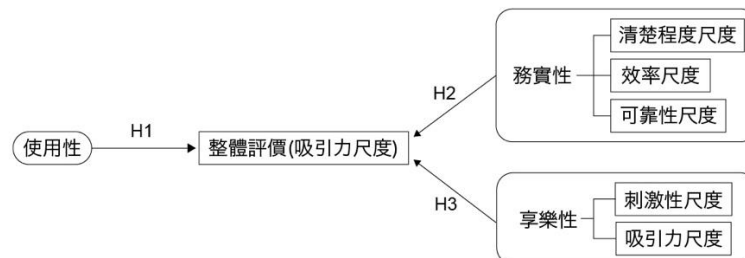 使用性
H1
整體評價(吸引力尺度)
H2
H3
務實性
清楚程度尺度
效率尺度
可靠性尺度
享樂性
刺激性尺度
吸引力尺度